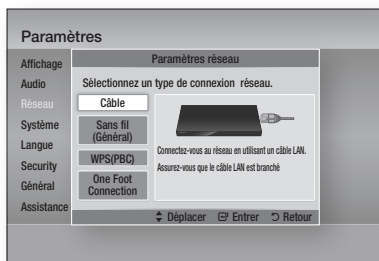 Paramètres
Affichage
Audio
Réseau
Système
Langue
Security
Général
Assistance
Paramètres réseau
Sélectionnez un type de connexion réseau.
Câble
Sans fil
(Général)
WPS(PBC)
One Foot
Connection
Connectez-vous au réseau en utilisant un câble LAN.
Assurez-vous que le câble LAN est branché
Déplacer Entrer Retour